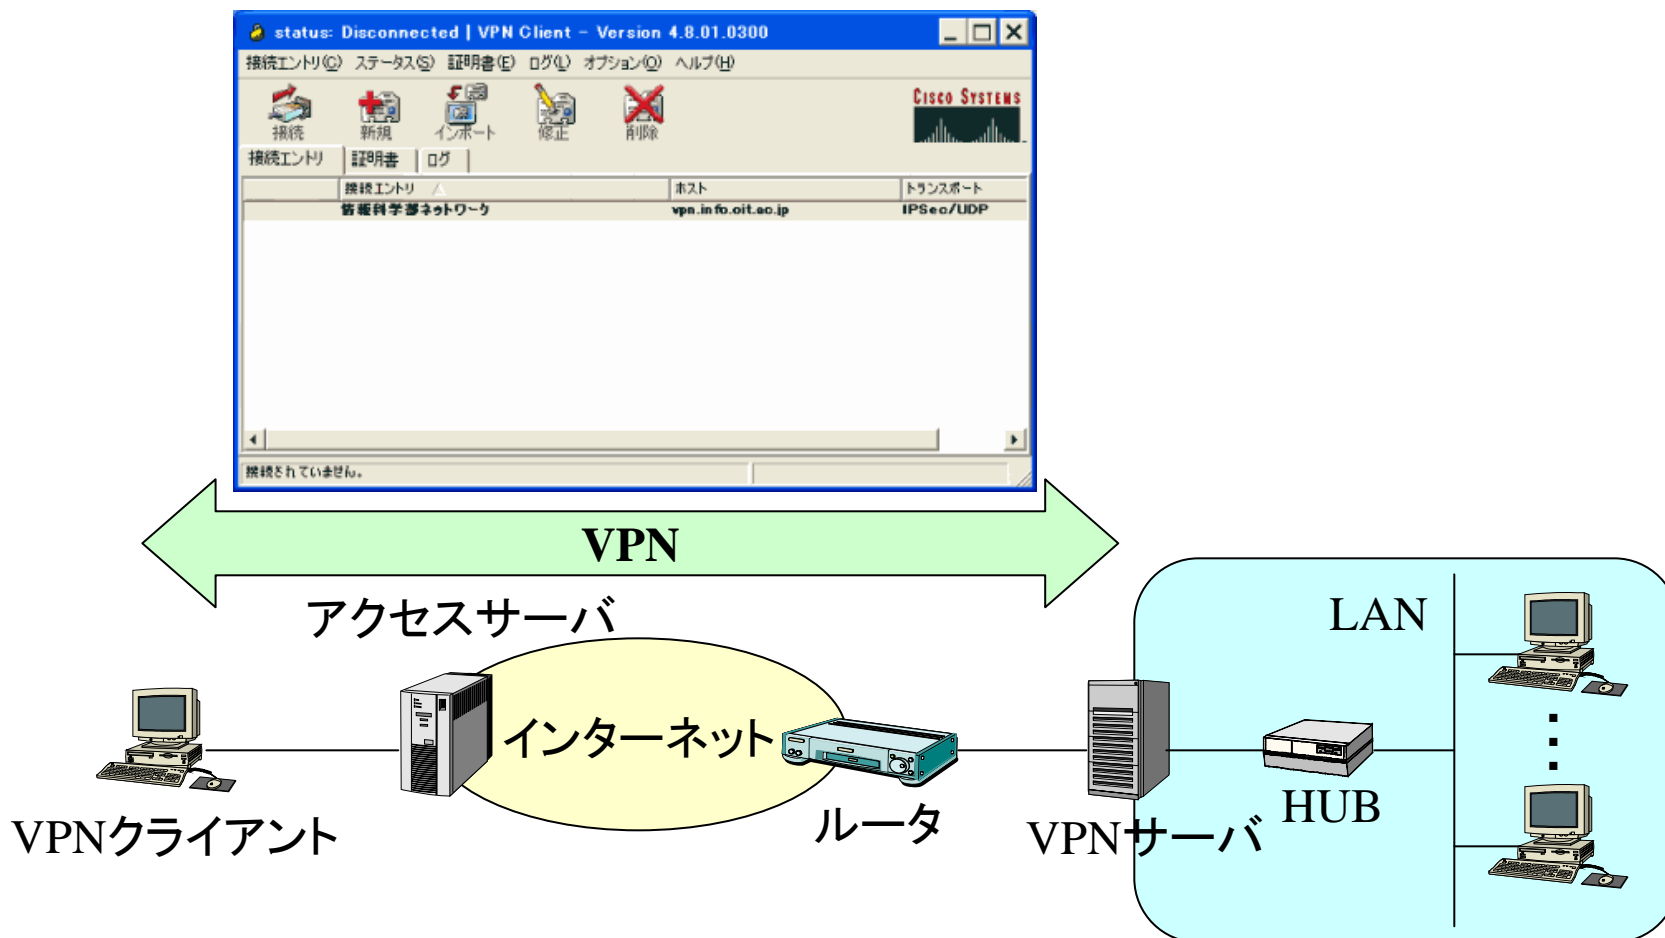 status: Disconnected | VPN Client - Version 4.8.01.0300
接続エントリ(C) ステータス(S) 証明書(E) ログ(L) オプション(O) ヘルプ(H)
接続 新規 インポート 修正 削除
CISCO SYSTEMS
接続エントリ 証明書 ログ
接続エントリ ホスト トランスポート
情報科学部ネットワーク vpn.info.oit.ac.jp IPSec/UDP
接続されていません。
VPN
アクセスサーバ
LAN
インターネット
VPNクライアント
ルータ
VPNサーバ
HUB